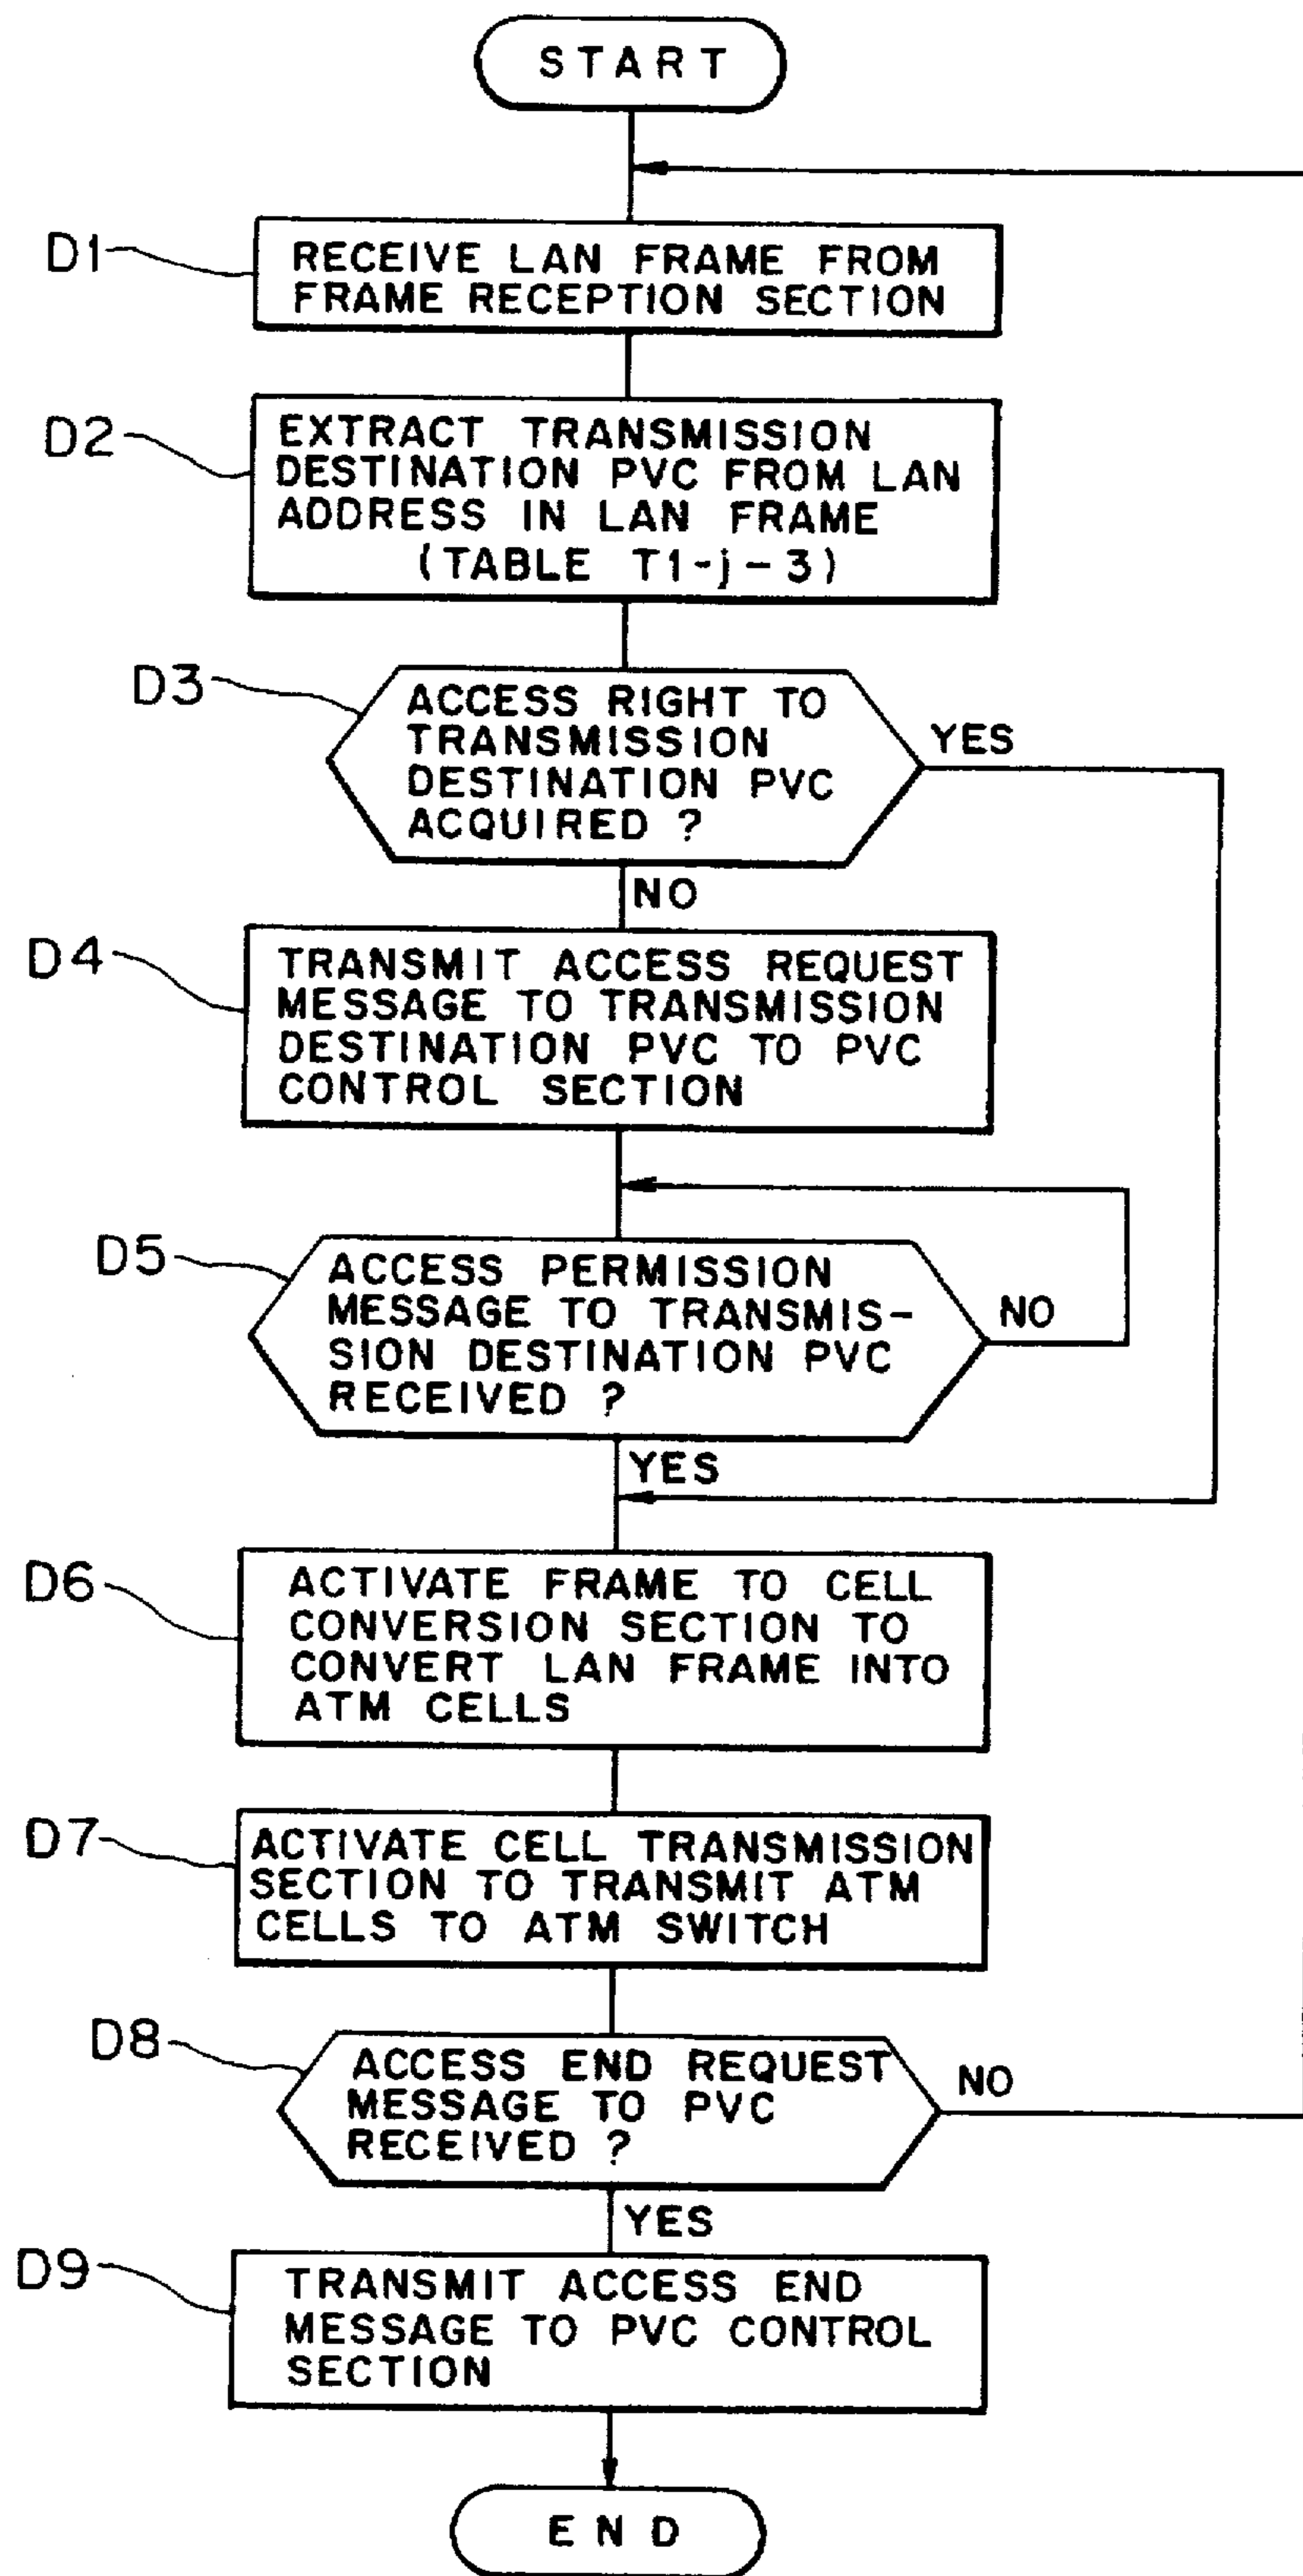 START
D1
RECEIVE LAN FRAME FROM
FRAME RECEPTION SECTION
D2
EXTRACT TRANSMISSION
DESTINATION PVC FROM LAN
ADDRESS IN LAN FRAME
(TABLE T1-j-3)
D3
ACCESS RIGHT TO
TRANSMISSION
DESTINATION PVC
ACQUIRED ?
YES
NO
D4
TRANSMIT ACCESS REQUEST
MESSAGE TO TRANSMISSION
DESTINATION PVC TO PVC
CONTROL SECTION
D5
ACCESS PERMISSION
MESSAGE TO TRANSMIS-
SION DESTINATION PVC
RECEIVED ?
NO
YES
D6
ACTIVATE FRAME TO CELL
CONVERSION SECTION TO
CONVERT LAN FRAME INTO
ATM CELLS
D7
ACTIVATE CELL TRANSMISSION
SECTION TO TRANSMIT ATM
CELLS TO ATM SWITCH
D8
ACCESS END REQUEST
MESSAGE TO PVC
RECEIVED ?
NO
YES
D9
TRANSMIT ACCESS END
MESSAGE TO PVC CONTROL
SECTION
END